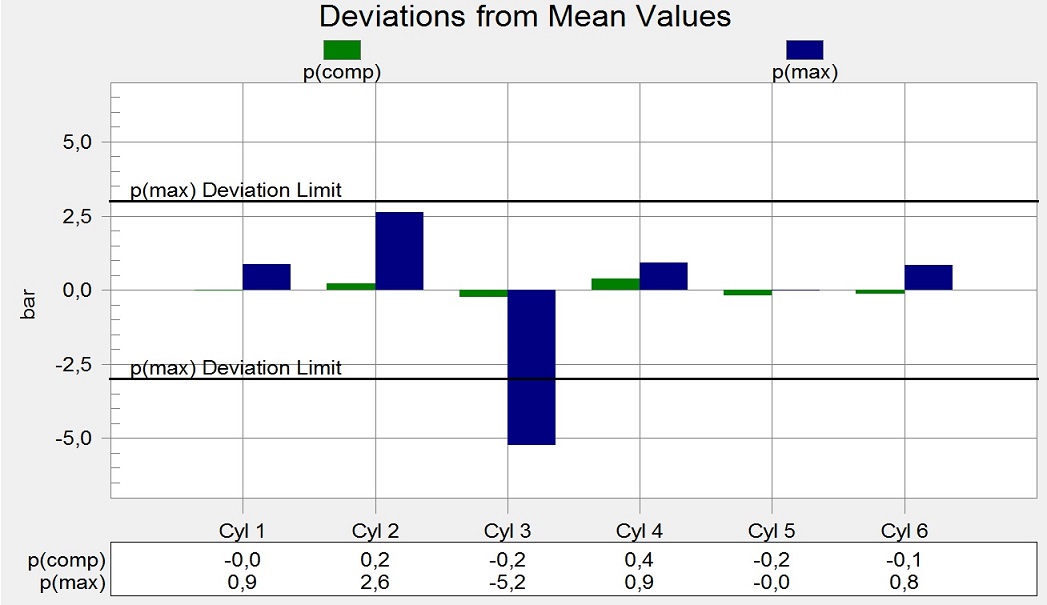 Deviations from Mean Values
p(comp) p(max)
5,0
p(max) Deviation Limit
2,5
0,0
bar
-2,5 p(max) Deviation Limit
-5,0
Cyl 1 Cyl 2 Cyl 3 Cyl 4 Cyl 5 Cyl 6
p(comp) -0,0 0,2 -0,2 0,4 -0,2 -0,1
p(max) 0,9 2,6 -5,2 0,9 -0,0 0,8